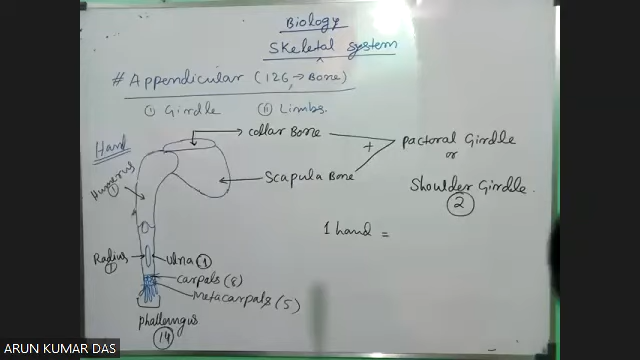 Biology
Skeletal system
# Appendicular (126 → Bone)
(i) Girdle (ii) Limbs.
Hand
collar Bone
+
pactoral Girdle
or
Shoulder Girdle.
(2)
Scapula Bone
Humerus
(1)
1 hand =
Radius
(1)
ulna (1)
carpals (8)
Metacarpals (5)
phallenngus
(14)
ARUN KUMAR DAS